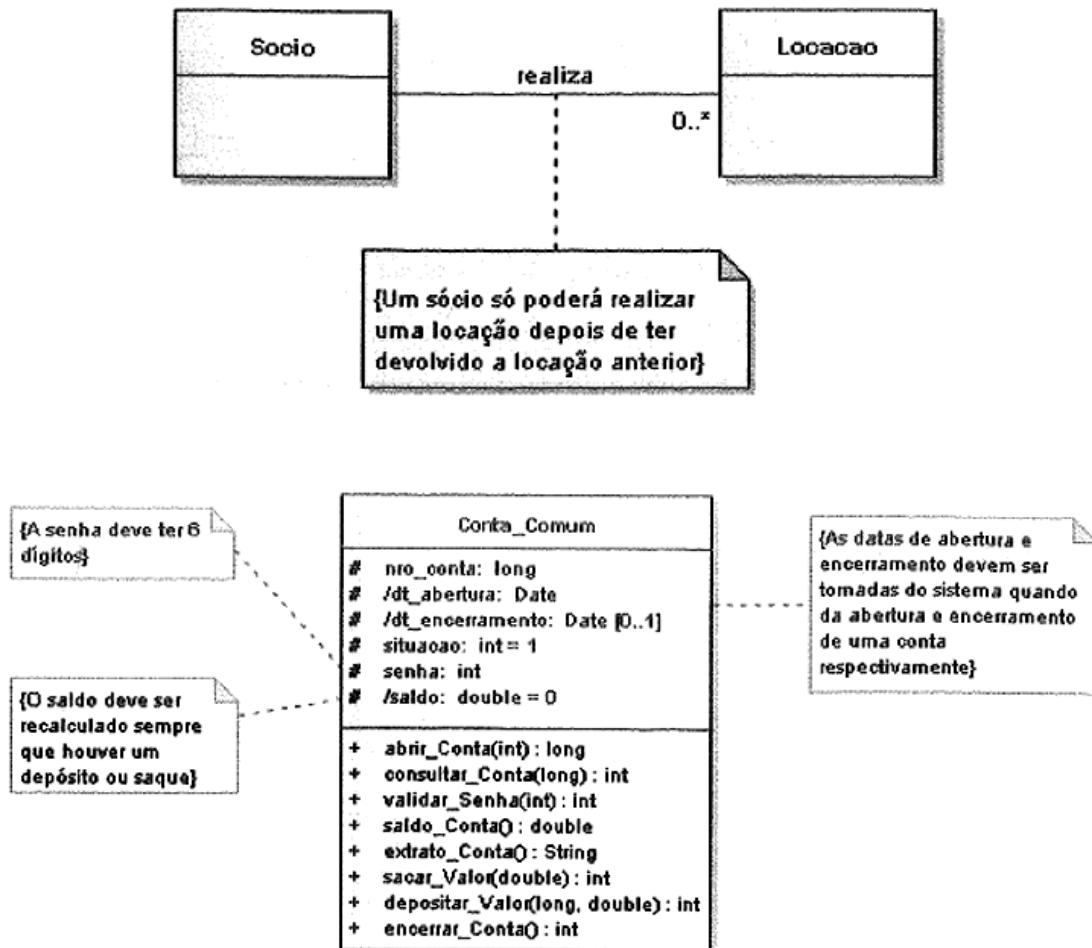 Socio
Locacao
realiza
0..*
{Um sócio só poderá realizar
uma locação depois de ter
devolvido a locação anterior}
{A senha deve ter 6
dígitos}
{O saldo deve ser
recalculado sempre
que houver um
depósito ou saque}
Conta_Comum
# nro_conta: long
# /dt_abertura: Date
# /dt_encerramento: Date [0..1]
# situacao: int = 1
# senha: int
# /saldo: double = 0
+ abrir_Conta(int) : long
+ consultar_Conta(long) : int
+ validar_Senha(int) : int
+ saldo_Conta() : double
+ extrato_Conta() : String
+ sacar_Valor(double) : int
+ depositar_Valor(long, double) : int
+ encerrar_Conta() : int
{As datas de abertura e
encerramento devem ser
tomadas do sistema quando
da abertura e encerramento
de uma conta
respectivamente}